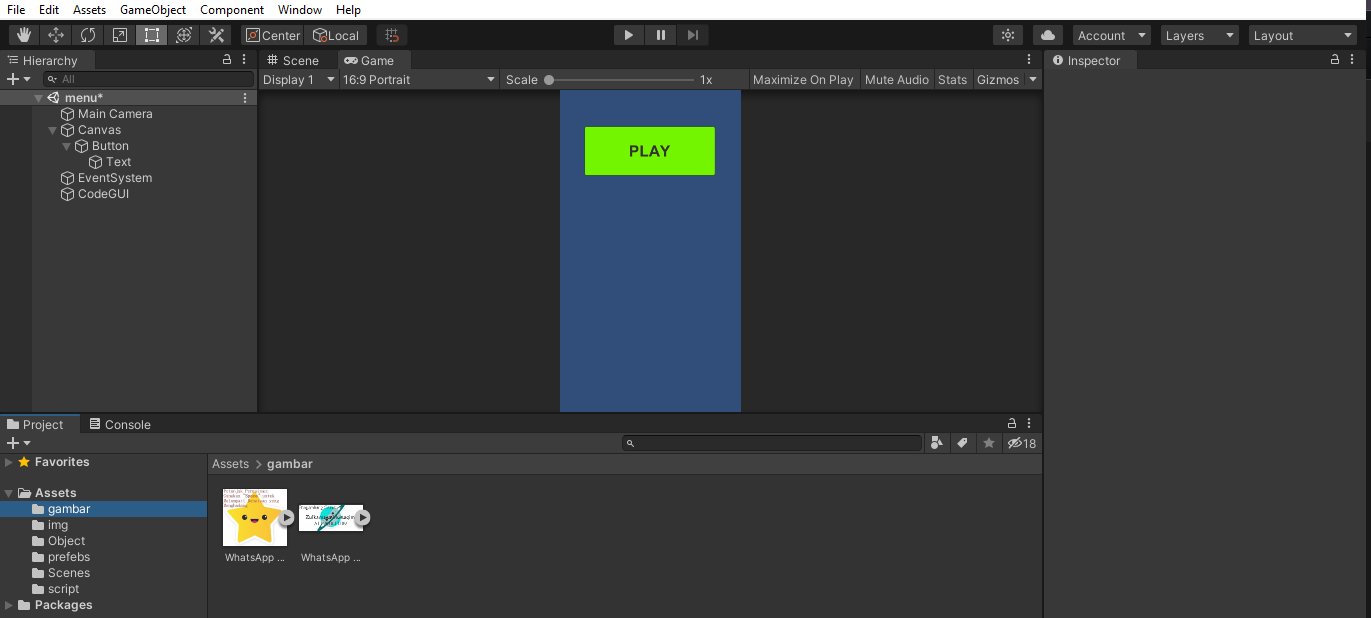 File Edit Assets GameObject Component Window Help
Center Local Account Layers Layout
Hierarchy
All
menu*
Main Camera
Canvas
Button
Text
EventSystem
CodeGUI
Scene Game
Display 1 16:9 Portrait Scale 1x Maximize On Play Mute Audio Stats Gizmos
PLAY
Inspector
Project Console
18
Favorites
Assets
gambar
img
Object
prefebs
Scenes
script
Packages
Assets > gambar
WhatsApp ...
WhatsApp ...